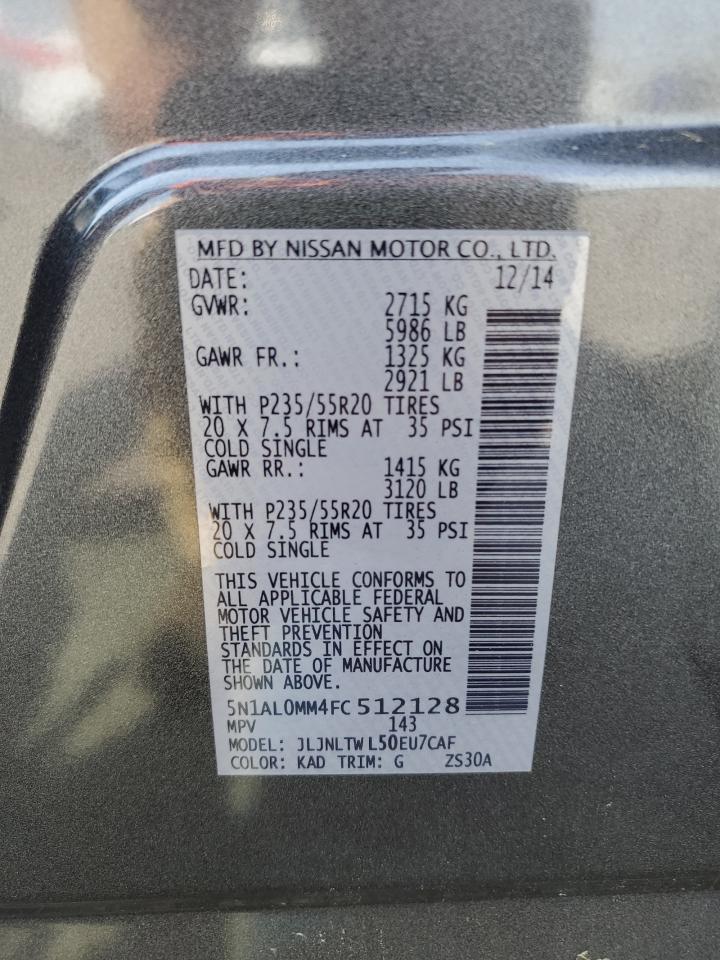 MFD BY NISSAN MOTOR CO., LTD.
DATE: 12/14
GVWR: 2715 KG
5986 LB
GAWR FR.: 1325 KG
2921 LB
WITH P235/55R20 TIRES
20 X 7.5 RIMS AT 35 PSI
COLD SINGLE
GAWR RR.: 1415 KG
3120 LB
WITH P235/55R20 TIRES
20 X 7.5 RIMS AT 35 PSI
COLD SINGLE
THIS VEHICLE CONFORMS TO
ALL APPLICABLE FEDERAL
MOTOR VEHICLE SAFETY AND
THEFT PREVENTION
STANDARDS IN EFFECT ON
THE DATE OF MANUFACTURE
SHOWN ABOVE.
5N1AL0MM4FC512128
MPV 143
MODEL: JLJNLTWL50EU7CAF
COLOR: KAD TRIM: G ZS30A